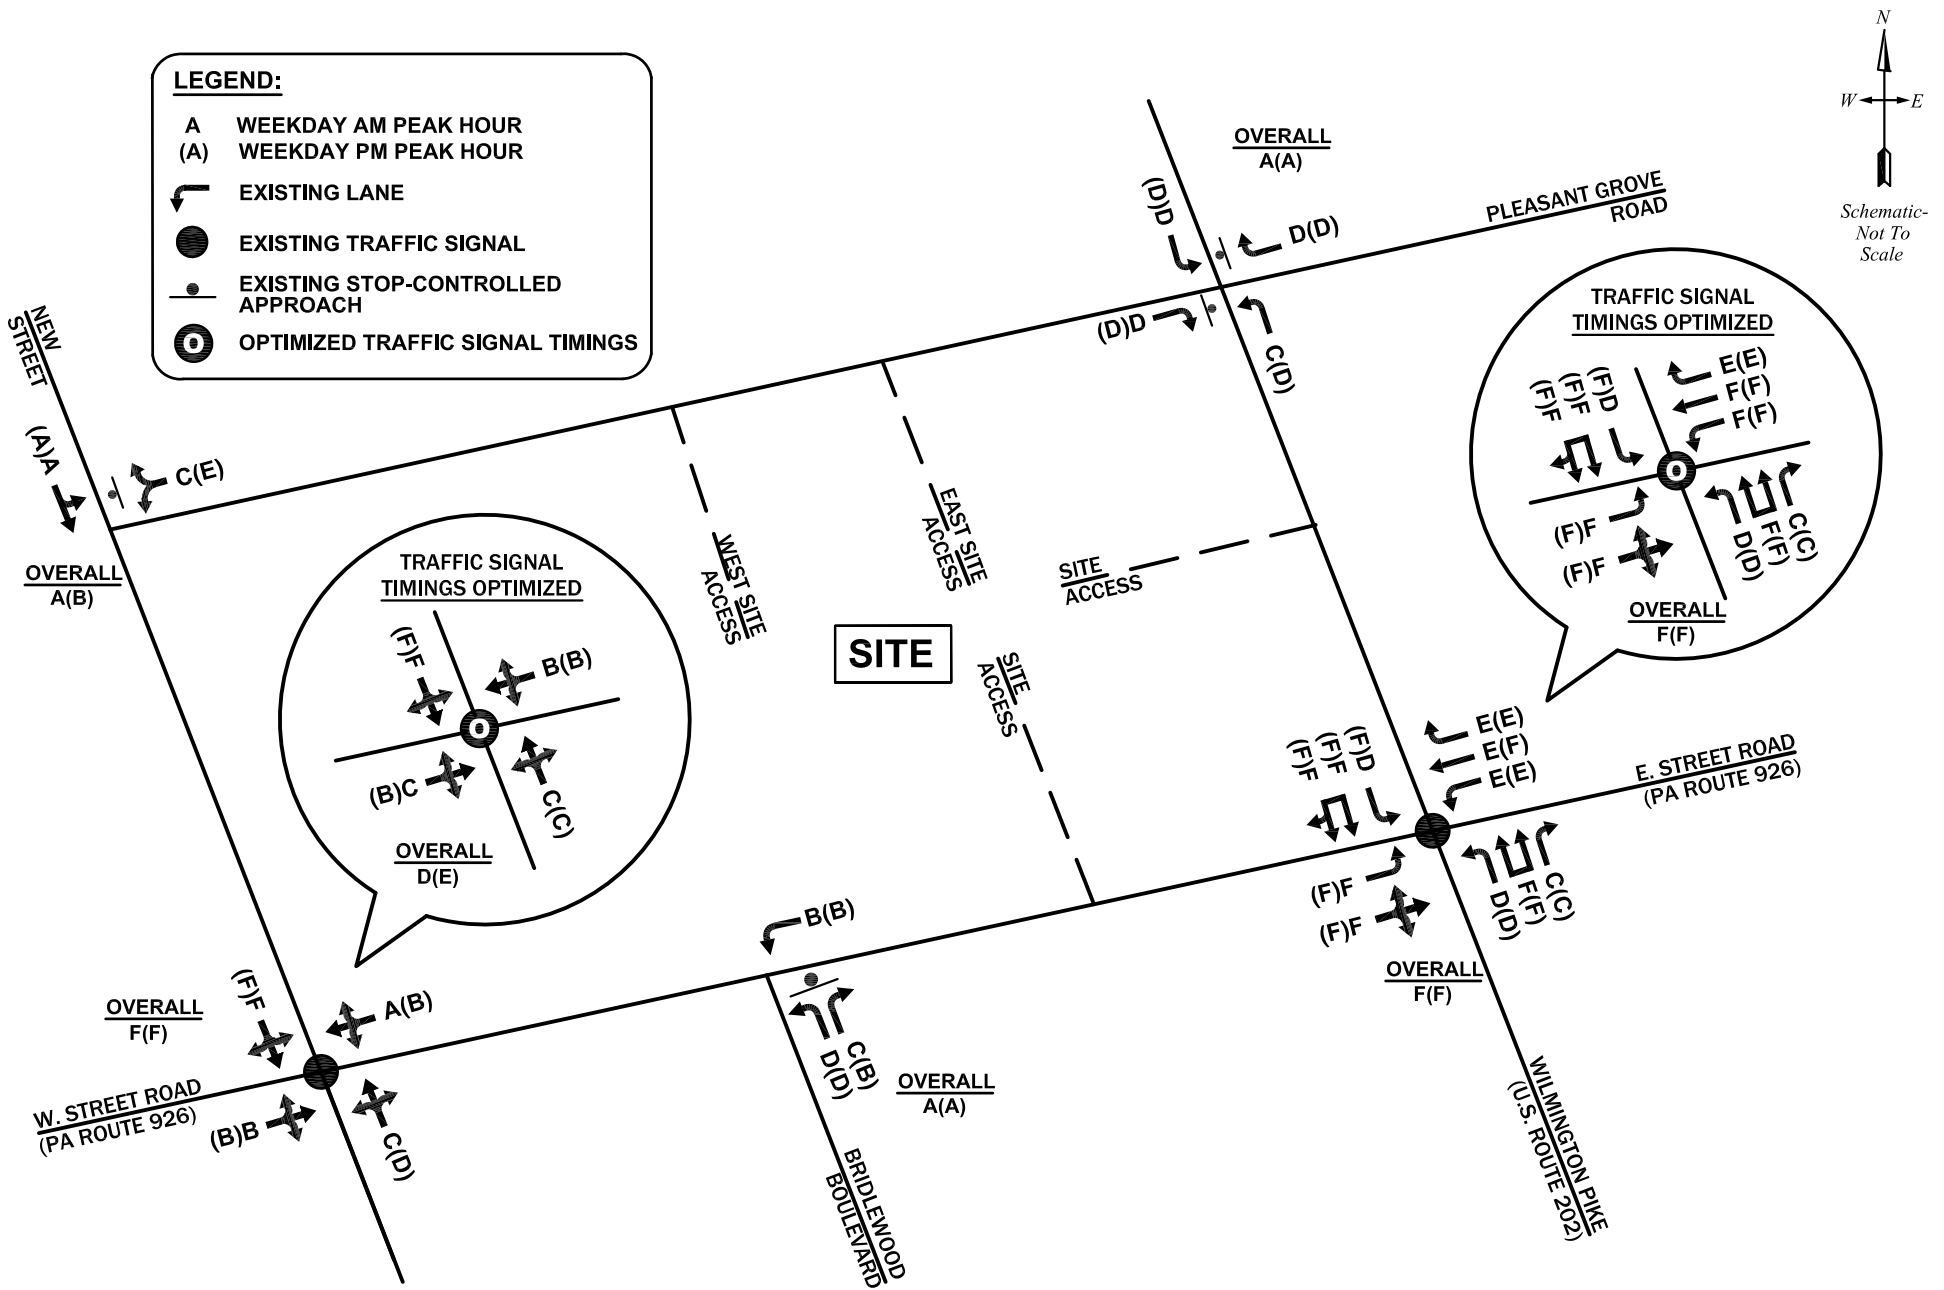 N
W E
Schematic-
Not To
Scale
LEGEND:
A WEEKDAY AM PEAK HOUR
(A) WEEKDAY PM PEAK HOUR
EXISTING LANE
EXISTING TRAFFIC SIGNAL
EXISTING STOP-CONTROLLED
APPROACH
O OPTIMIZED TRAFFIC SIGNAL TIMINGS
OVERALL
A(A)
(D)D
D(D)
(D)D
C(D)
PLEASANT GROVE
ROAD
NEW
STREET
(A)A
C(E)
OVERALL
A(B)
TRAFFIC SIGNAL
TIMINGS OPTIMIZED
(F)F
B(B)
O
(B)C
C(C)
OVERALL
D(E)
WEST SITE
ACCESS
EAST SITE
ACCESS
SITE
ACCESS
SITE
SITE
ACCESS
TRAFFIC SIGNAL
TIMINGS OPTIMIZED
(F)F
(F)F
(F)D
E(E)
F(F)
F(F)
O
(F)F
(F)F
D(D)
F(F)
C(C)
OVERALL
F(F)
(F)F
(F)F
(F)D
E(E)
E(F)
E(E)
E. STREET ROAD
(PA ROUTE 926)
(F)F
(F)F
D(D)
F(F)
C(C)
OVERALL
F(F)
B(B)
D(D)
C(B)
OVERALL
A(A)
(F)F
A(B)
OVERALL
F(F)
(B)B
C(D)
W. STREET ROAD
(PA ROUTE 926)
BRIDLEWOOD
BOULEVARD
WILMINGTON PIKE
(U.S. ROUTE 202)